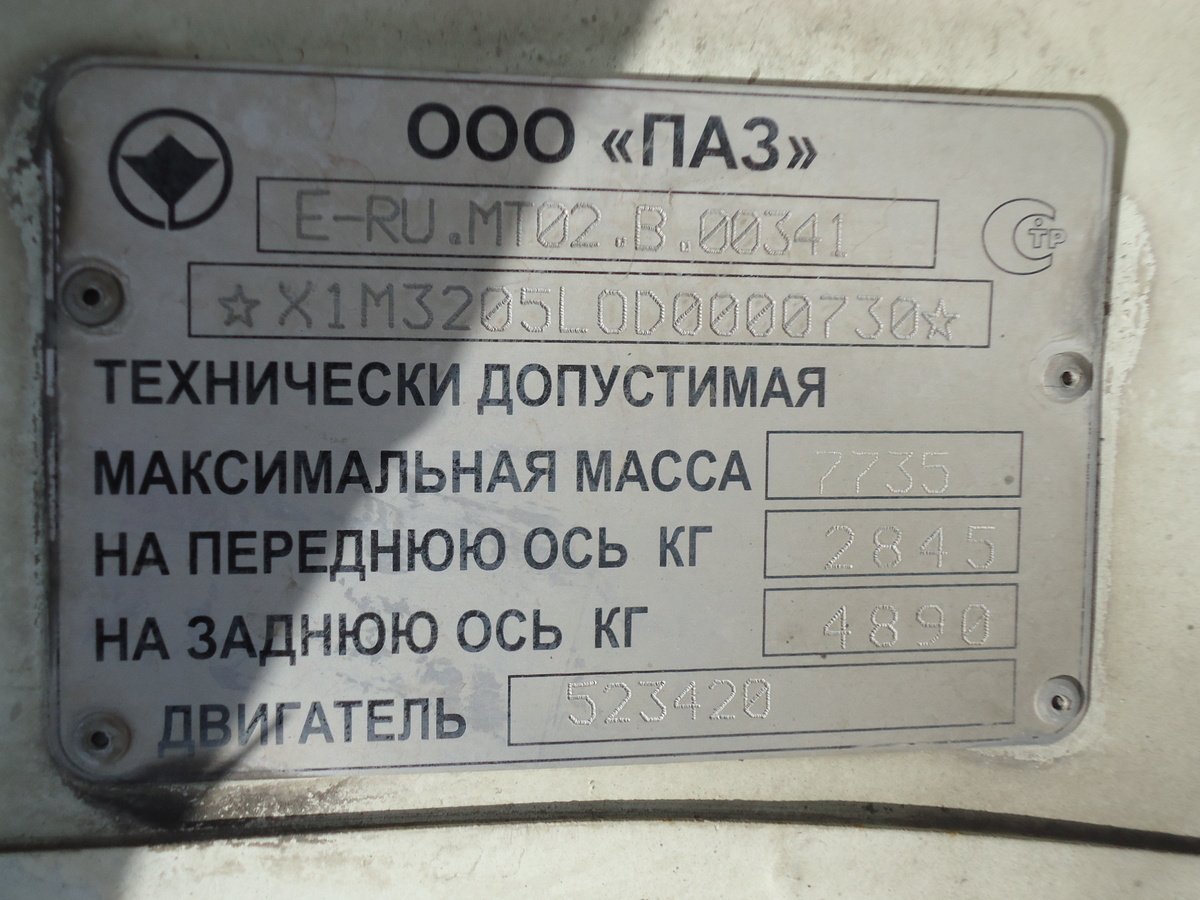 ООО «ПАЗ»
E-RU.MT02.B.00341
ТР
☆X1M3205L0D0000730☆
ТЕХНИЧЕСКИ ДОПУСТИМАЯ
МАКСИМАЛЬНАЯ МАССА 7735
НА ПЕРЕДНЮЮ ОСЬ КГ 2845
НА ЗАДНЮЮ ОСЬ КГ 4890
ДВИГАТЕЛЬ 523420